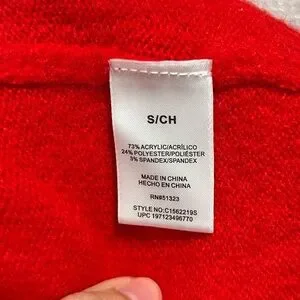 S/CH
73% ACRYLIC/ACRÍLICO
24% POLYESTER/POLIÉSTER
3% SPANDEX/SPANDEX
MADE IN CHINA
HECHO EN CHINA
RN#51323
STYLE NO:C1562219S
UPC 197123496770